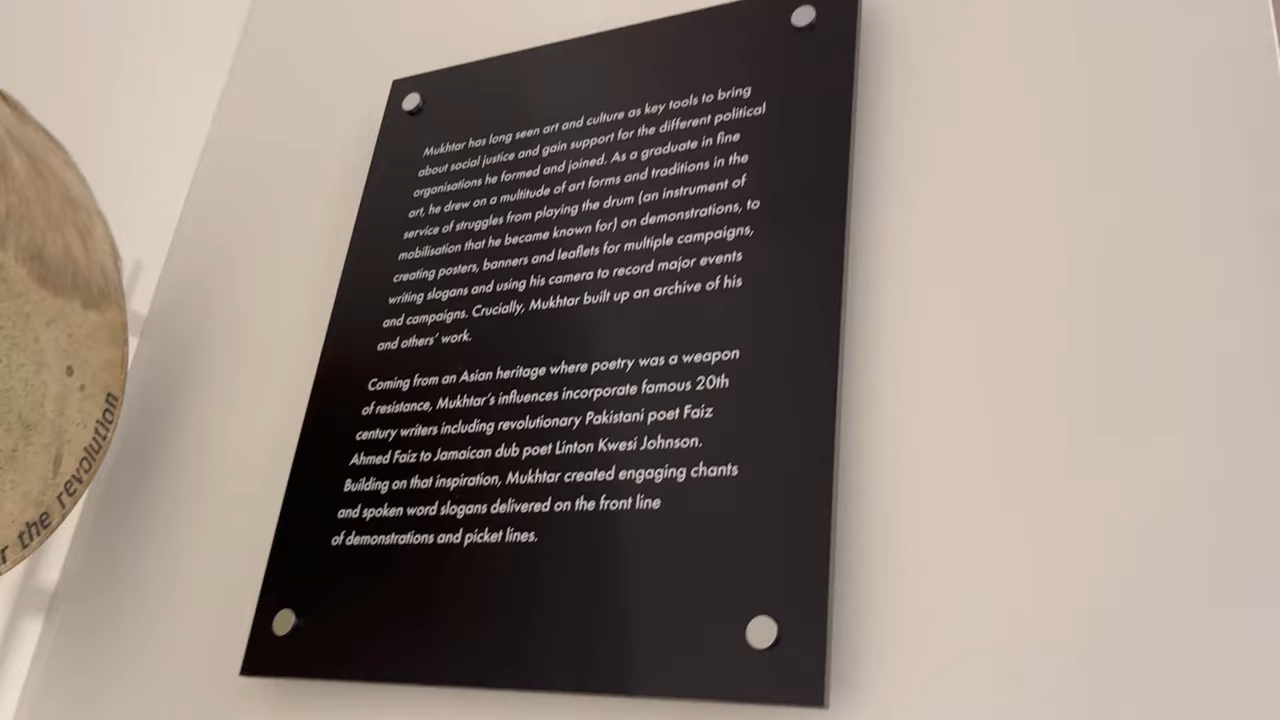 Mukhtar has long seen art and culture as key tools to bring
about social justice and gain support for the different political
organisations he formed and joined. As a graduate in fine
art, he drew on a multitude of art forms and traditions in the
service of struggles from playing the drum (an instrument of
mobilisation that he became known for) on demonstrations, to
creating posters, banners and leaflets for multiple campaigns,
writing slogans and using his camera to record major events
and campaigns. Crucially, Mukhtar built up an archive of his
and others’ work.
Coming from an Asian heritage where poetry was a weapon
of resistance, Mukhtar’s influences incorporate famous 20th
century writers including revolutionary Pakistani poet Faiz
Ahmed Faiz to Jamaican dub poet Linton Kwesi Johnson.
Building on that inspiration, Mukhtar created engaging chants
and spoken word slogans delivered on the front line
of demonstrations and picket lines.
the revolution